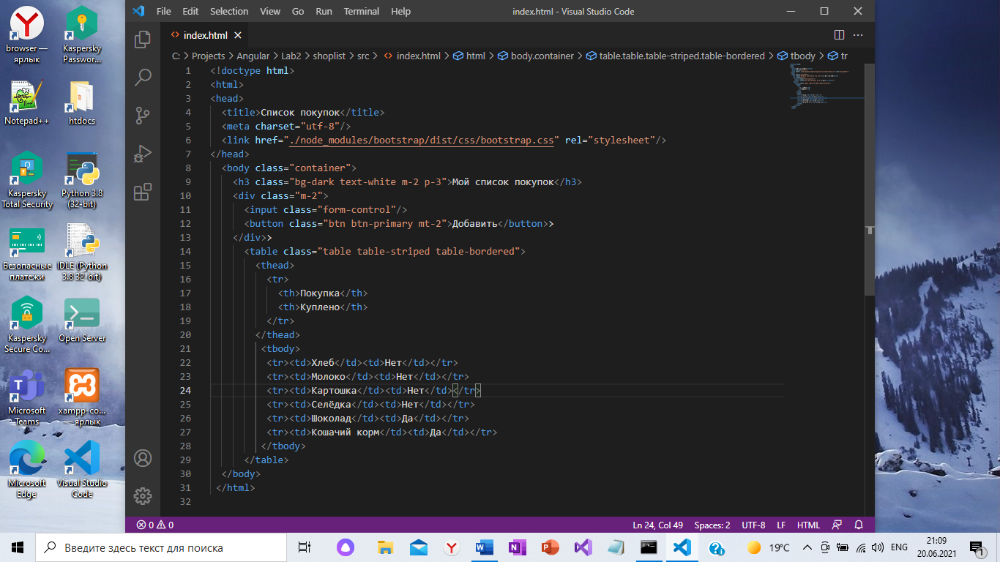 File Edit Selection View Go Run Terminal Help
index.html - Visual Studio Code
index.html
C: > Projects > Angular > Lab2 > shoplist > src > index.html > html > body.container > table.table.table-striped.table-bordered > tbody > tr
1 <!doctype html>
2 <html>
3 <head>
4 <title>Список покупок</title>
5 <meta charset="utf-8"/>
6 <link href="./node_modules/bootstrap/dist/css/bootstrap.css" rel="stylesheet"/>
7 </head>
8 <body class="container">
9 <h3 class="bg-dark text-white m-2 p-3">Мой список покупок</h3>
10 <div class="m-2">
11 <input class="form-control"/>
12 <button class="btn btn-primary mt-2">Добавить</button>>
13 </div>>
14 <table class="table table-striped table-bordered">
15 <thead>
16 <tr>
17 <th>Покупка</th>
18 <th>Куплено</th>
19 </tr>
20 </thead>
21 <tbody>
22 <tr><td>Хлеб</td><td>Нет</td></tr>
23 <tr><td>Молоко</td><td>Нет</td></tr>
24 <tr><td>Картошка</td><td>Нет</td></tr>
25 <tr><td>Селёдка</td><td>Нет</td></tr>
26 <tr><td>Шоколад</td><td>Да</td></tr>
27 <tr><td>Кошачий корм</td><td>Да</td></tr>
28 </tbody>
29 </table>
30 </body>
31 </html>
32
0 0
Ln 24, Col 49 Spaces: 2 UTF-8 LF HTML
browser —
ярлык
Kaspersky
Passwor...
Notepad++
htdocs
Kaspersky
Total Security
Python 3.8
(32-bit)
Безопасные
платежи
IDLE (Python
3.8 32-bit)
Kaspersky
Secure Co...
Open Server
Microsoft
Teams
xampp-co...
— ярлык
Microsoft
Edge
Visual Studio
Code
Введите здесь текст для поиска
19°C
ENG
21:09
20.06.2021
1